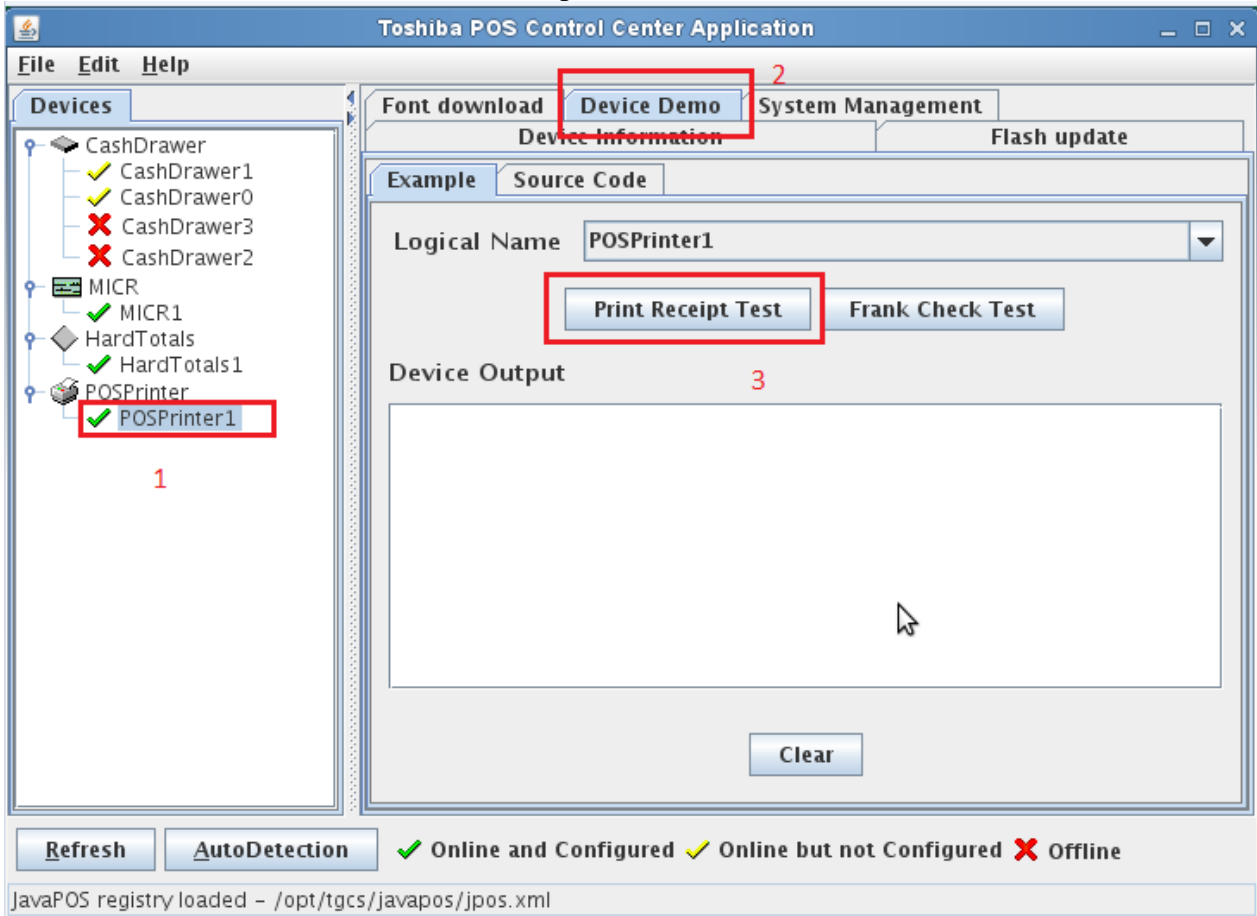 Toshiba POS Control Center Application
File Edit Help
2
Devices
Font download Device Demo System Management
Device Information Flash update
CashDrawer
CashDrawer1
CashDrawer0
CashDrawer3
CashDrawer2
MICR
MICR1
HardTotals
HardTotals1
POSPrinter
POSPrinter1
1
Example Source Code
Logical Name POSPrinter1
Print Receipt Test Frank Check Test
Device Output
3
Clear
Refresh AutoDetection Online and Configured Online but not Configured Offline
JavaPOS registry loaded – /opt/tgcs/javapos/jpos.xml